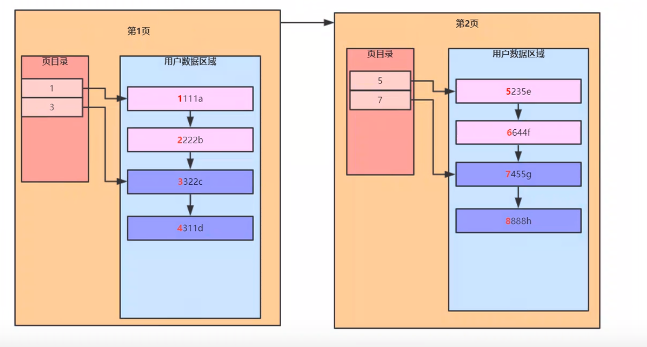 第1页
页目录
用户数据区域
1
3
1111a
2222b
3322c
4311d
第2页
页目录
用户数据区域
5
7
5235e
6644f
7455g
8888h